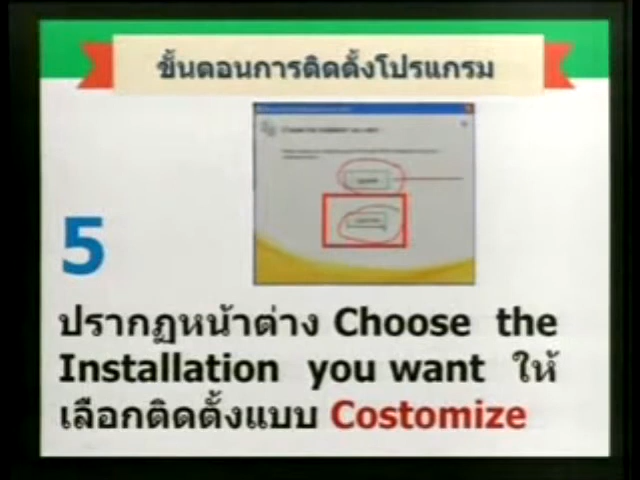 ขั้นตอนการติดตั้งโปรแกรม
5
ปรากฏหน้าต่าง Choose the
Installation you want ให้
เลือกติดตั้งแบบ Costomize